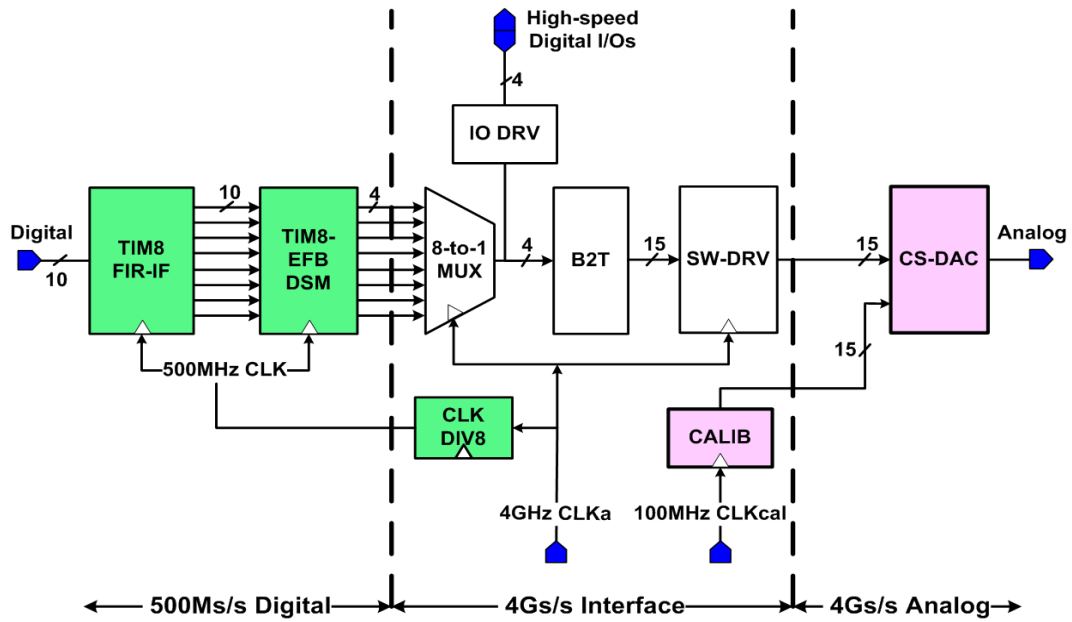 High-speed
Digital I/Os
4
IO DRV
Digital
10
TIM8
FIR-IF
10
TIM8-
EFB
DSM
4
8-to-1
MUX
4
B2T
15
SW-DRV
15
CS-DAC
Analog
15
500MHz CLK
CLK
DIV8
CALIB
4GHz CLKa
100MHz CLKcal
500Ms/s Digital
4Gs/s Interface
4Gs/s Analog